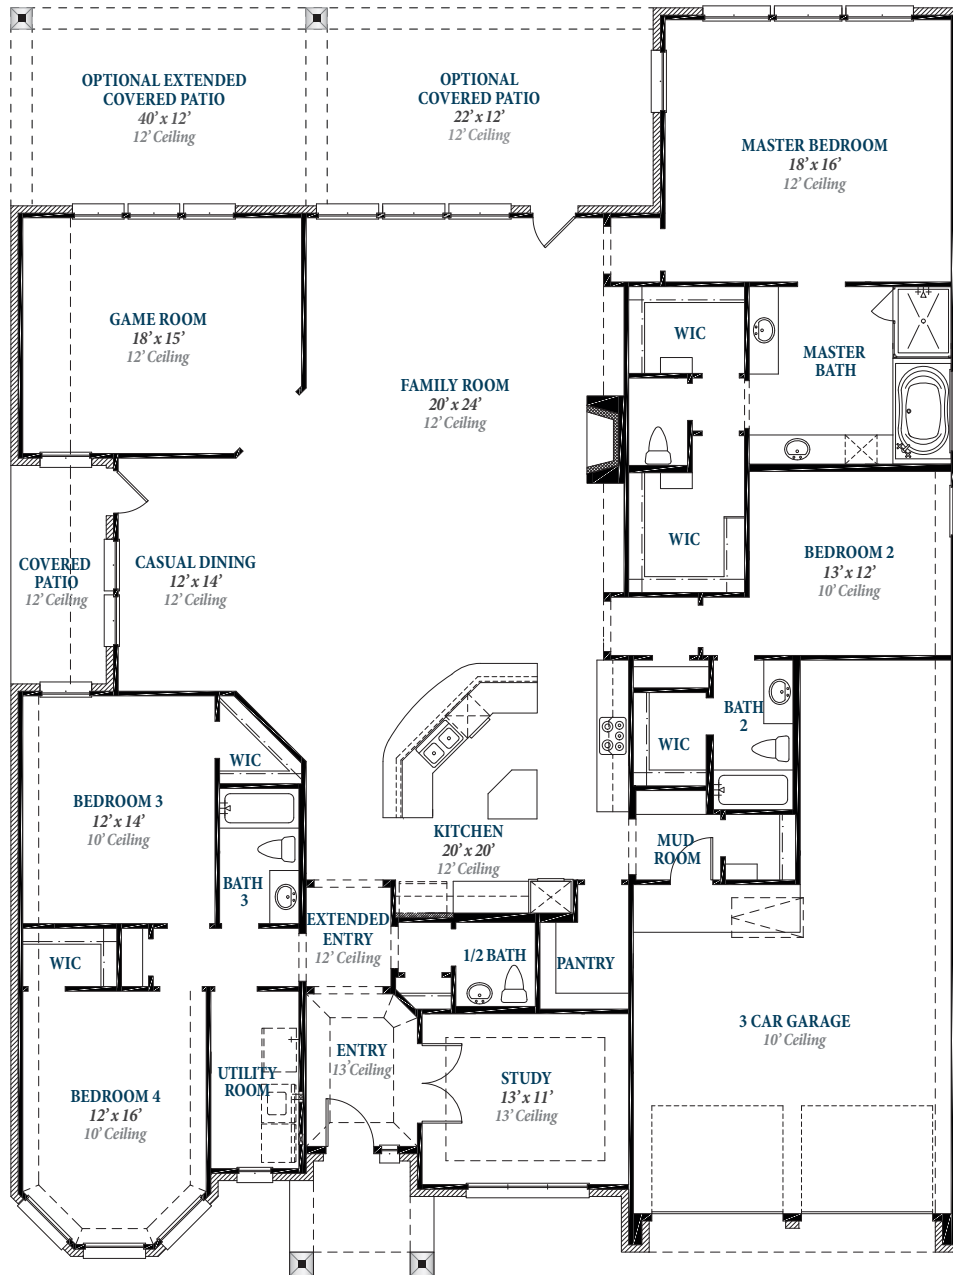 OPTIONAL EXTENDED
COVERED PATIO
40’ x 12’
12’ Ceiling
OPTIONAL
COVERED PATIO
22’ x 12’
12’ Ceiling
MASTER BEDROOM
18’ x 16’
12’ Ceiling
GAME ROOM
18’ x 15’
12’ Ceiling
FAMILY ROOM
20’ x 24’
12’ Ceiling
WIC
MASTER
BATH
WIC
COVERED
PATIO
12’ Ceiling
CASUAL DINING
12’ x 14’
12’ Ceiling
BEDROOM 2
13’ x 12’
10’ Ceiling
BATH
2
WIC
WIC
BEDROOM 3
12’ x 14’
10’ Ceiling
BATH
3
KITCHEN
20’ x 20’
12’ Ceiling
MUD
ROOM
EXTENDED
ENTRY
12’ Ceiling
WIC
1/2 BATH
PANTRY
3 CAR GARAGE
10’ Ceiling
ENTRY
13’ Ceiling
UTILITY
ROOM
STUDY
13’ x 11’
13’ Ceiling
BEDROOM 4
12’ x 16’
10’ Ceiling